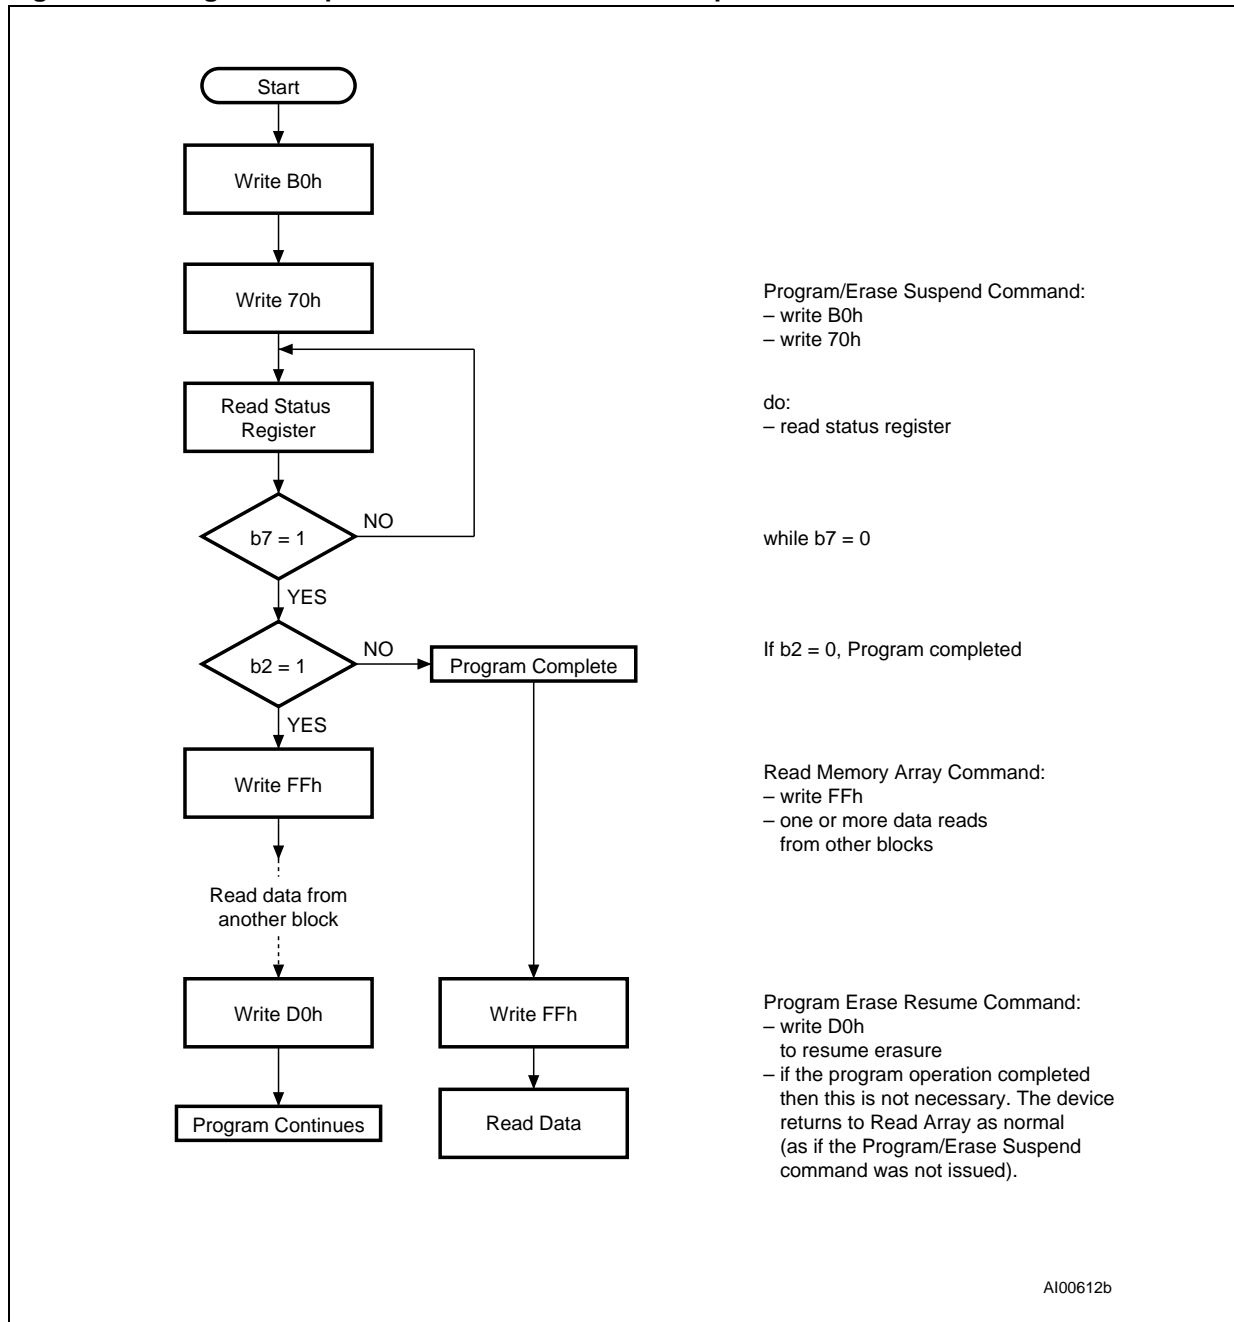 Start
Write B0h
Write 70h
Program/Erase Suspend Command:
– write B0h
– write 70h
Read Status
Register
do:
– read status register
b7 = 1
NO
while b7 = 0
YES
b2 = 1
NO
Program Complete
If b2 = 0, Program completed
YES
Write FFh
Read Memory Array Command:
– write FFh
– one or more data reads
from other blocks
Read data from
another block
Write D0h
Write FFh
Program Erase Resume Command:
– write D0h
to resume erasure
– if the program operation completed
then this is not necessary. The device
returns to Read Array as normal
(as if the Program/Erase Suspend
command was not issued).
Program Continues
Read Data
AI00612b